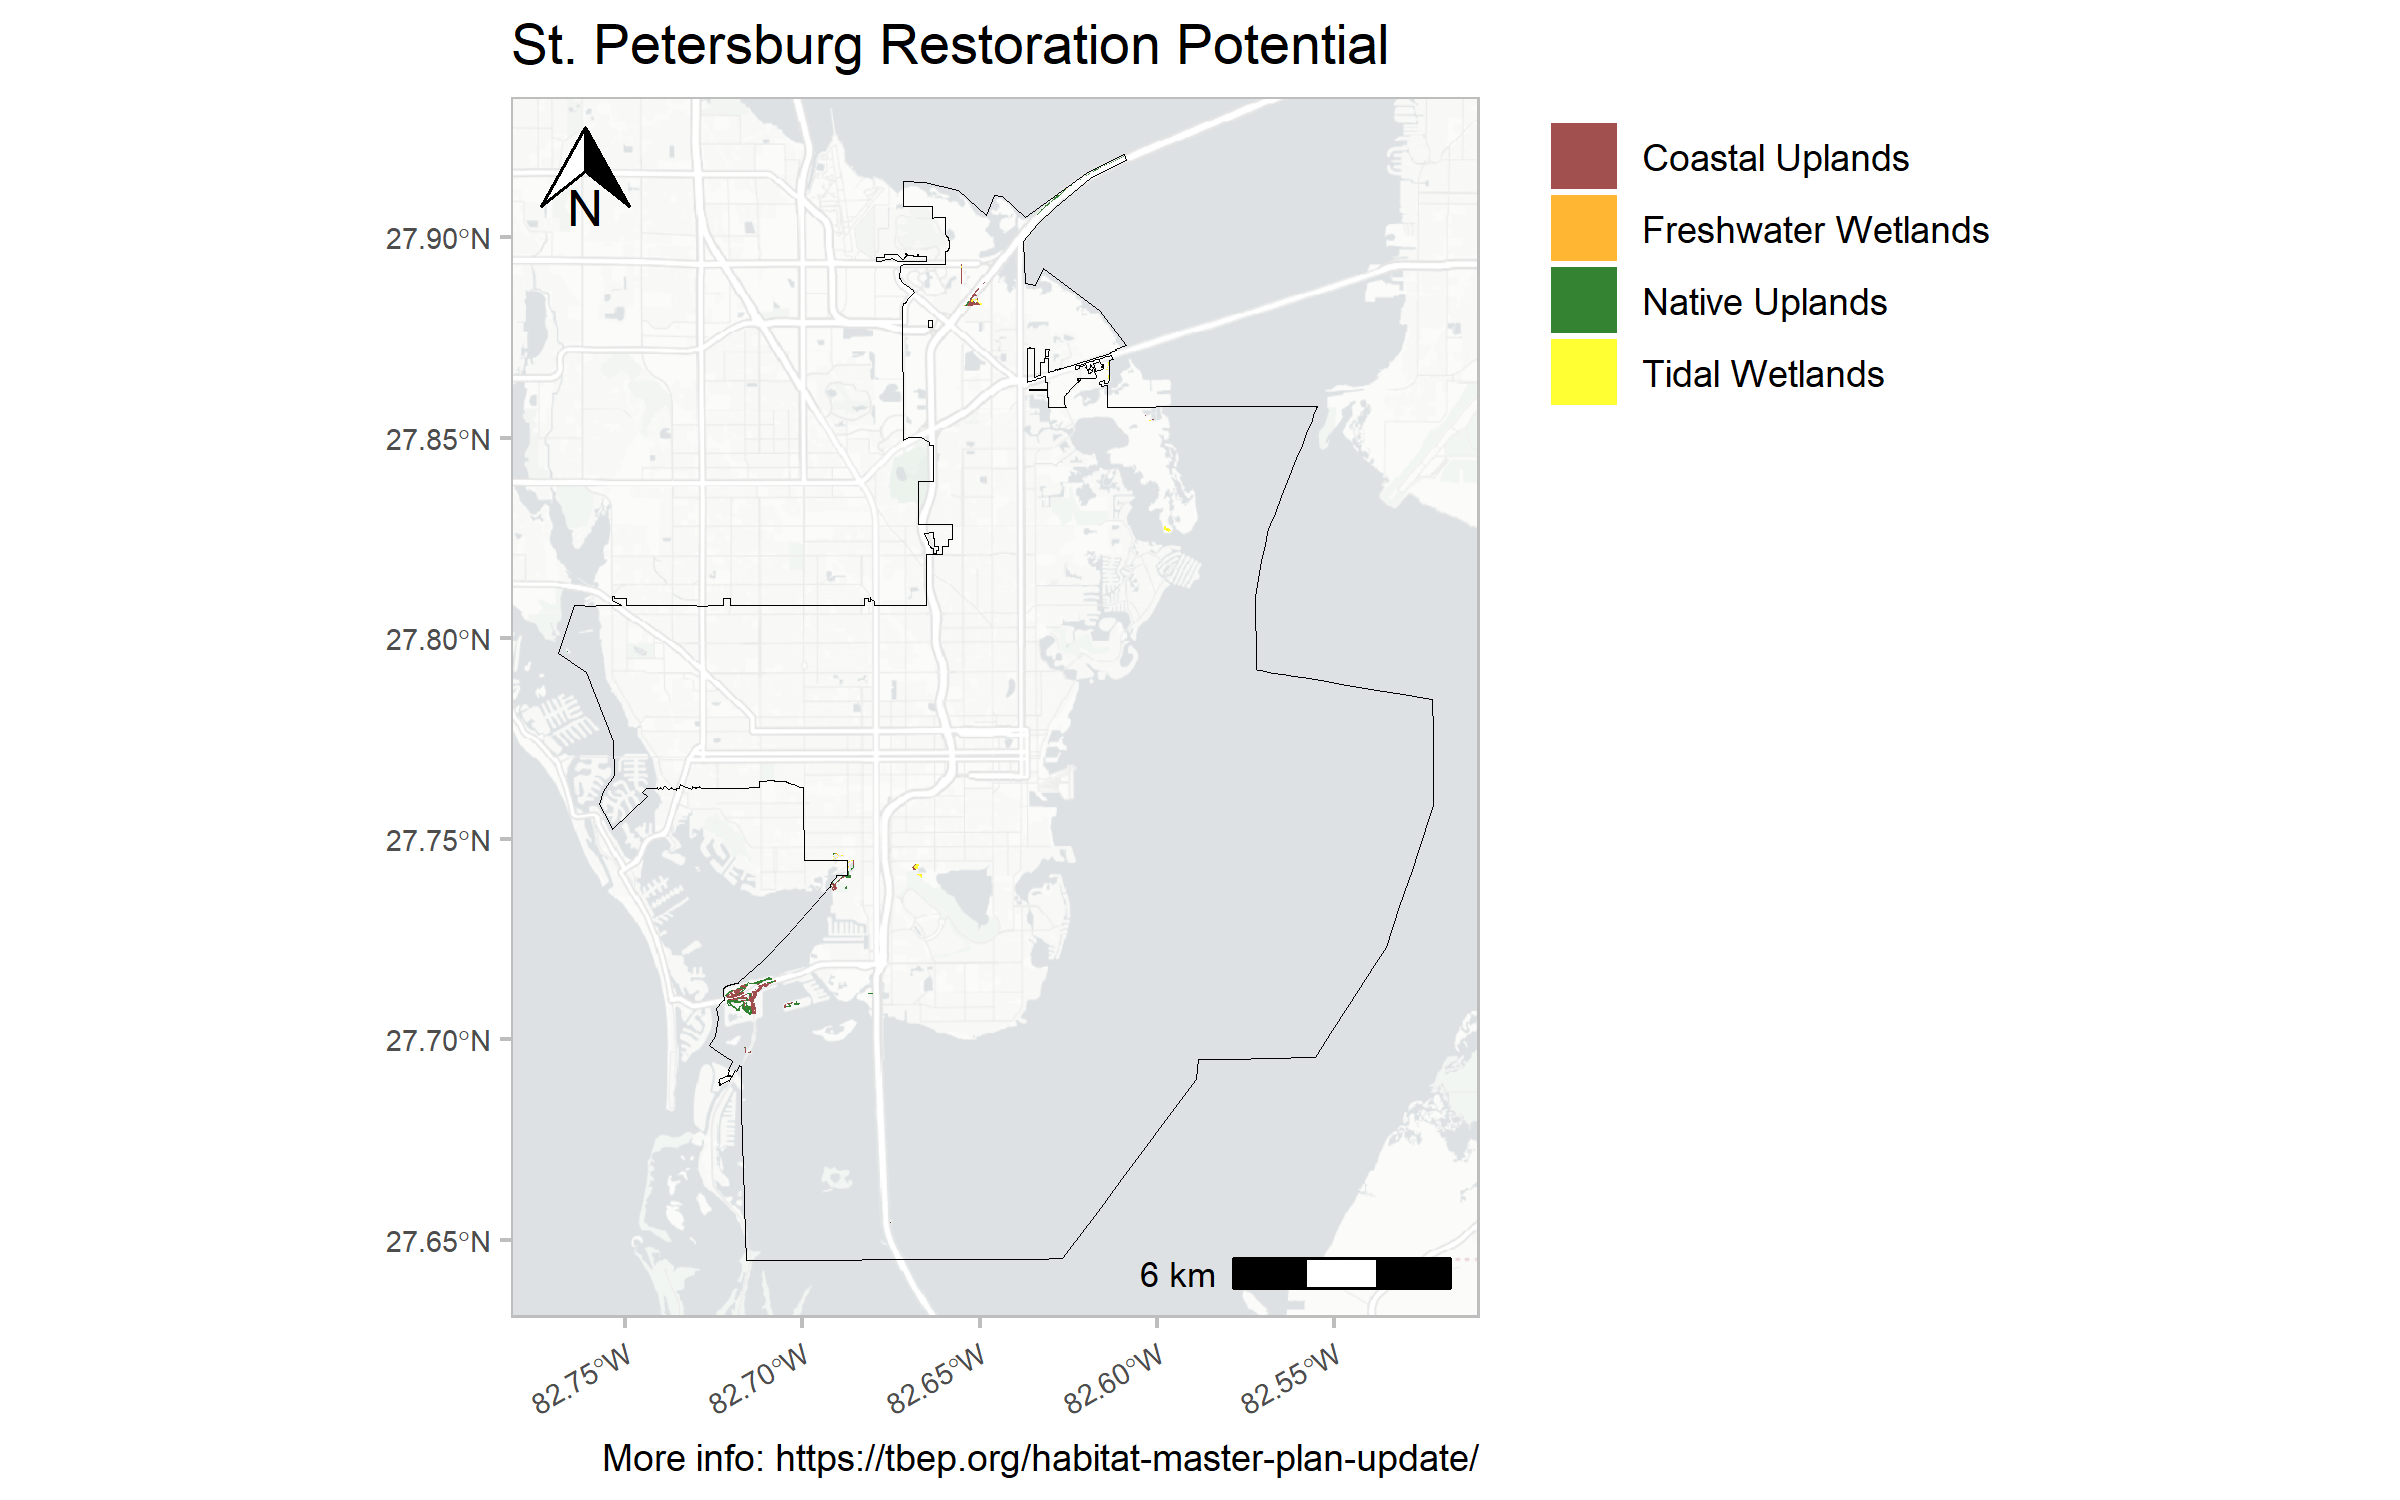 St. Petersburg Restoration Potential
N
Coastal Uplands
Freshwater Wetlands
Native Uplands
Tidal Wetlands
27.90°N
27.85°N
27.80°N
27.75°N
27.70°N
27.65°N
6 km
82.75°W
82.70°W
82.65°W
82.60°W
82.55°W
More info: https://tbep.org/habitat-master-plan-update/